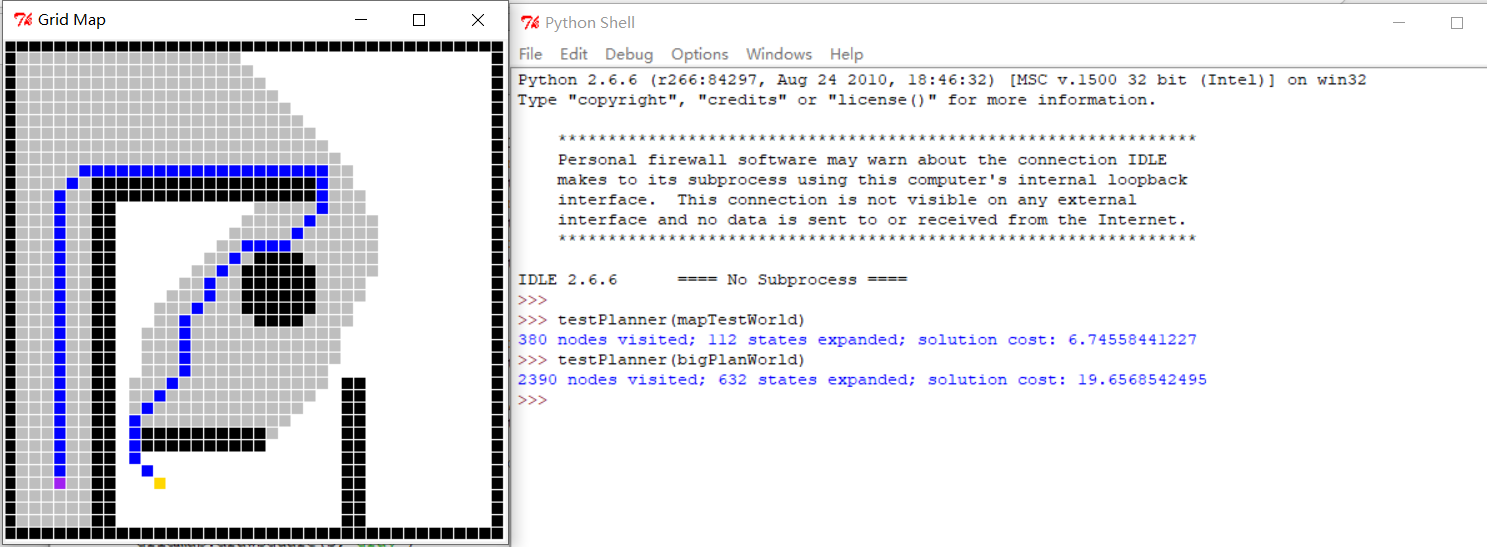 Grid Map
Python Shell
File Edit Debug Options Windows Help
Python 2.6.6 (r266:84297, Aug 24 2010, 18:46:32) [MSC v.1500 32 bit (Intel)] on win32
Type "copyright", "credits" or "license()" for more information.
****************************************************************
Personal firewall software may warn about the connection IDLE
makes to its subprocess using this computer's internal loopback
interface.  This connection is not visible on any external
interface and no data is sent to or received from the Internet.
****************************************************************
IDLE 2.6.6      ==== No Subprocess ====
>>>
>>> testPlanner(mapTestWorld)
380 nodes visited; 112 states expanded; solution cost: 6.74558441227
>>> testPlanner(bigPlanWorld)
2390 nodes visited; 632 states expanded; solution cost: 19.6568542495
>>>